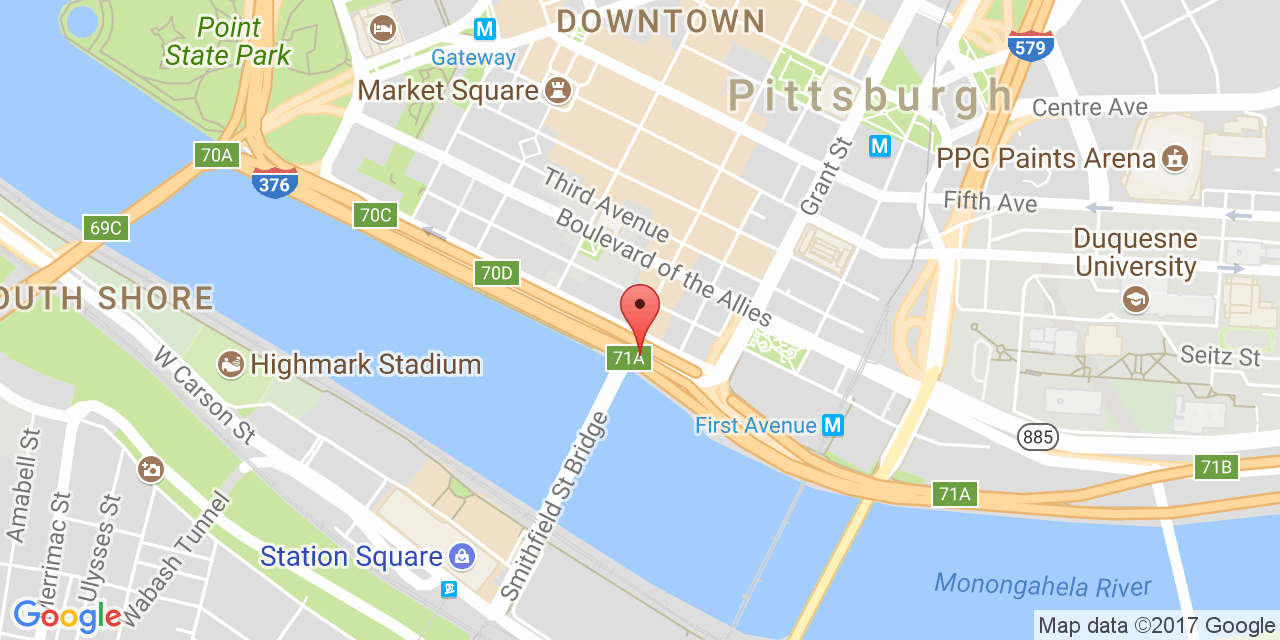 Point
State Park
DOWNTOWN
Gateway
579
Market Square
Pittsburgh
Centre Ave
70A
M
PPG Paints Arena
376
Third Avenue
Grant St
Fifth Ave
70C
69C
Boulevard of the Allies
Duquesne
University
70D
OUTH SHORE
71A
Seitz St
Highmark Stadium
W Carson St
First Avenue M
885
71B
Amabell St
Merrimac St
Ulysses St
Wabash Tunnel
Smithfield St Bridge
71A
Station Square
Monongahela River
Google
Map data ©2017 Google